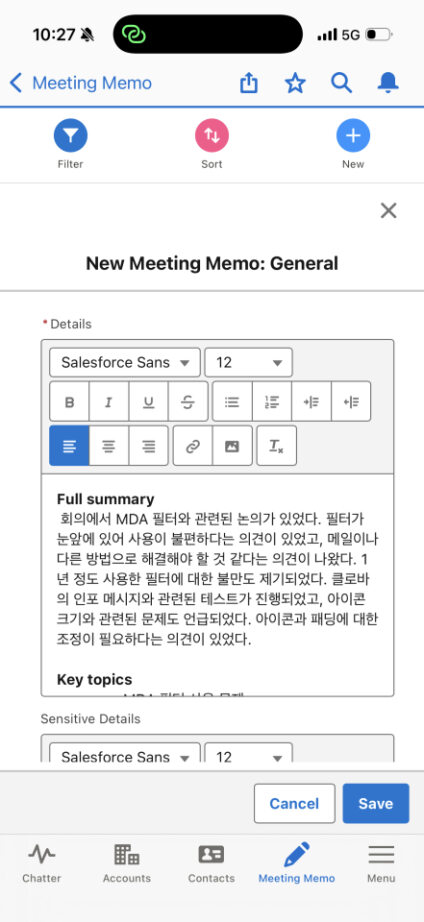 10:27
5G
Meeting Memo
Filter
Sort
New
New Meeting Memo: General
* Details
Salesforce Sans
12
B I U S
Full summary
회의에서 MDA 필터와 관련된 논의가 있었다. 필터가
눈앞에 있어 사용이 불편하다는 의견이 있었고, 메일이나
다른 방법으로 해결해야 할 것 같다는 의견이 나왔다. 1
년 정도 사용한 필터에 대한 불만도 제기되었다. 클로바
의 인포 메시지와 관련된 테스트가 진행되었고, 아이콘
크기와 관련된 문제도 언급되었다. 아이콘과 패딩에 대한
조정이 필요하다는 의견이 있었다.
Key topics
MDA 필터 사용 문제
Sensitive Details
Salesforce Sans
12
Cancel
Save
Chatter
Accounts
Contacts
Meeting Memo
Menu